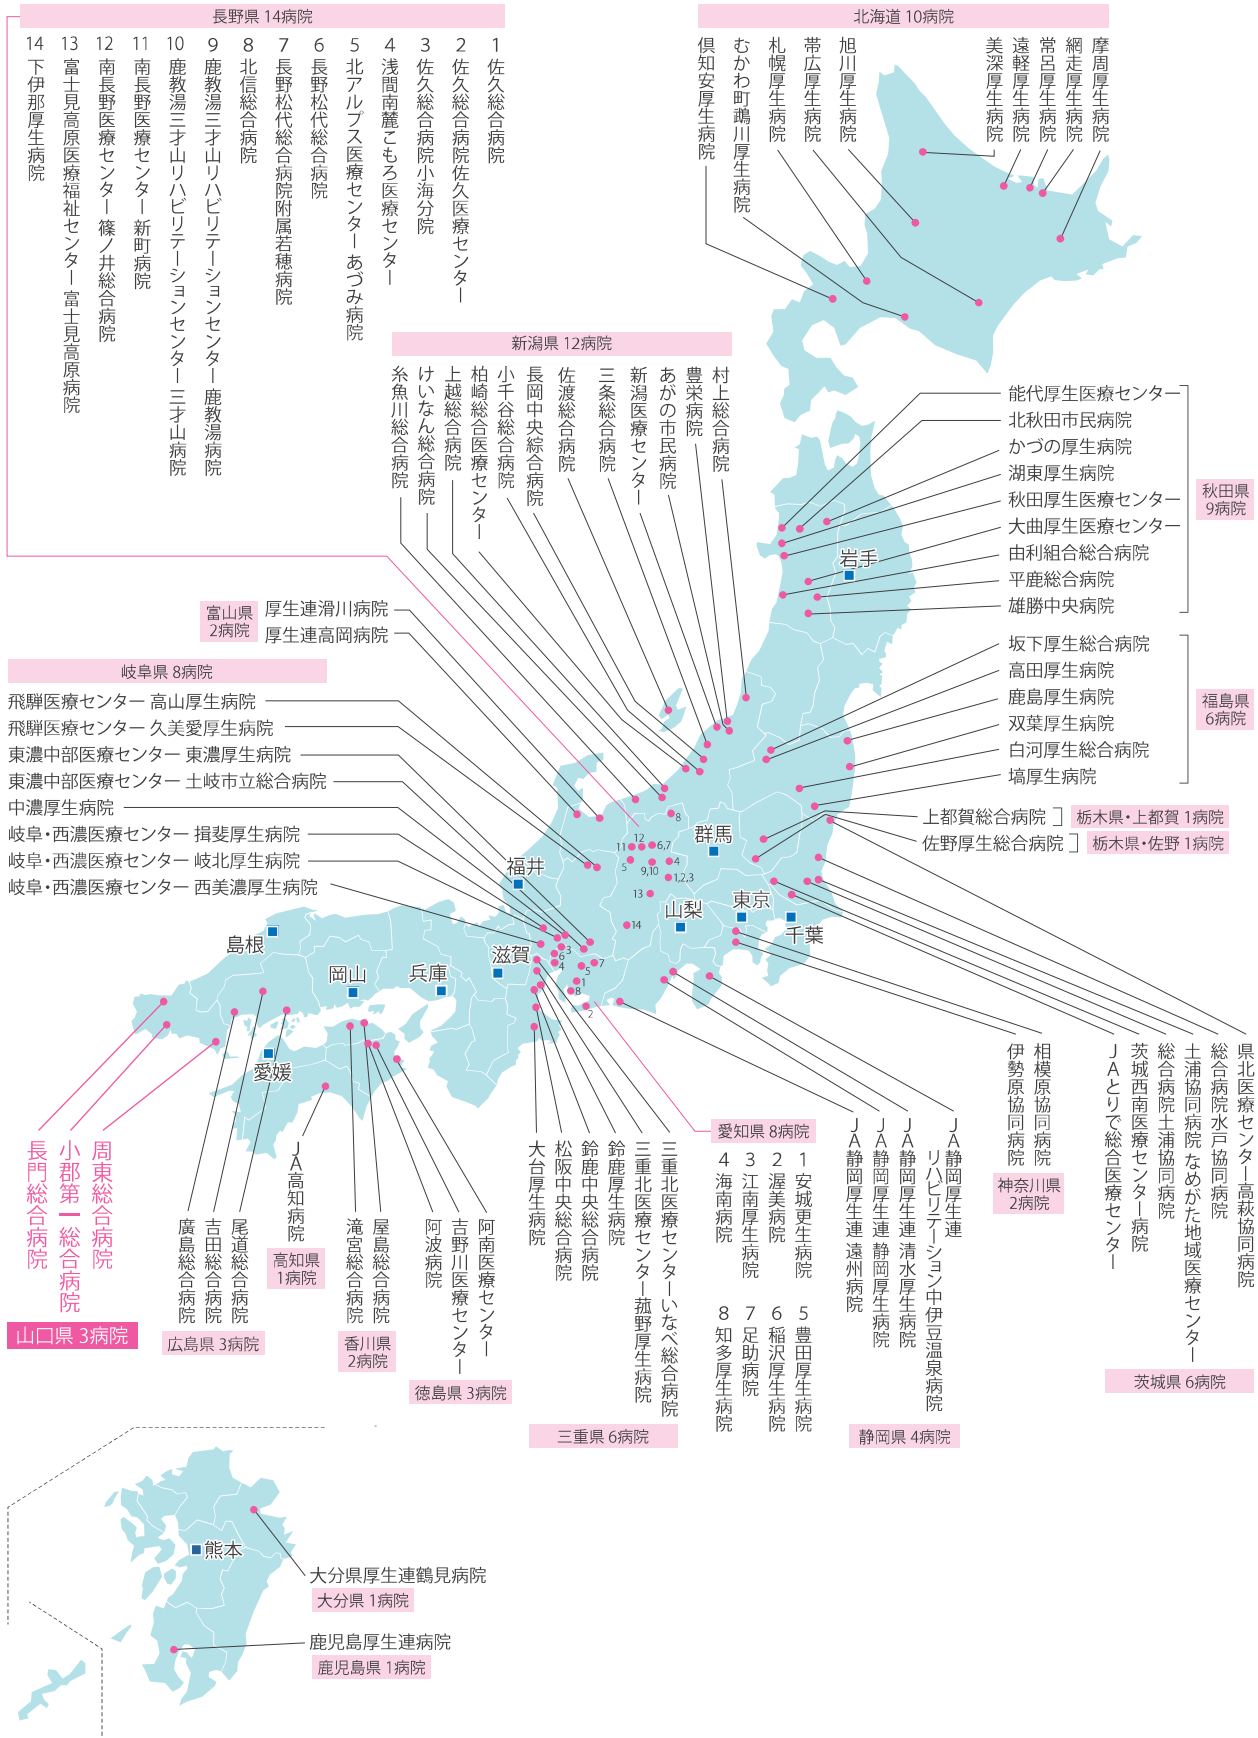 長野県 14病院
1 佐久総合病院
2 佐久総合病院佐久医療センター
3 佐久総合病院小海分院
4 浅間南麓こもろ医療センター
5 北アルプス医療センターあづみ病院
6 長野松代総合病院
7 長野松代総合病院附属若穂病院
8 北信総合病院
9 鹿教湯三才山リハビリテーションセンター鹿教湯病院
10 鹿教湯三才山リハビリテーションセンター三才山病院
11 南長野医療センター新町病院
12 南長野医療センター篠ノ井総合病院
13 富士見高原医療福祉センター富士見高原病院
14 下伊那厚生病院
北海道 10病院
摩周厚生病院
網走厚生病院
常呂厚生病院
遠軽厚生病院
美深厚生病院
旭川厚生病院
帯広厚生病院
札幌厚生病院
むかわ町鵡川厚生病院
倶知安厚生病院
新潟県 12病院
村上総合病院
豊栄病院
あがの市民病院
新潟医療センター
三条総合病院
佐渡総合病院
長岡中央綜合病院
小千谷総合病院
柏崎総合医療センター
上越総合病院
けいなん総合病院
糸魚川総合病院
能代厚生医療センター
北秋田市民病院
かづの厚生病院
湖東厚生病院
秋田厚生医療センター
大曲厚生医療センター
由利組合総合病院
平鹿総合病院
雄勝中央病院
秋田県
9病院
岩手
富山県
2病院
厚生連滑川病院
厚生連高岡病院
坂下厚生総合病院
高田厚生病院
鹿島厚生病院
双葉厚生病院
白河厚生総合病院
塙厚生病院
福島県
6病院
岐阜県 8病院
飛騨医療センター 高山厚生病院
飛騨医療センター 久美愛厚生病院
東濃中部医療センター 東濃厚生病院
東濃中部医療センター 土岐市立総合病院
中濃厚生病院
岐阜・西濃医療センター 揖斐厚生病院
岐阜・西濃医療センター 岐北厚生病院
岐阜・西濃医療センター 西美濃厚生病院
上都賀総合病院
栃木県・上都賀 1病院
佐野厚生総合病院
栃木県・佐野 1病院
8
群馬
12
11
6,7
5
9,10
4
1,2,3
13
14
福井
山梨
東京
千葉
島根
岡山
兵庫
滋賀
愛媛
3
6
4
5
7
1
8
2
県北医療センター高萩協同病院
総合病院水戸協同病院
土浦協同病院 なめがた地域医療センター
総合病院土浦協同病院
茨城西南医療センター病院
JAとりで総合医療センター
茨城県 6病院
相模原協同病院
伊勢原協同病院
神奈川県
2病院
JA静岡厚生連
リハビリテーション中伊豆温泉病院
JA静岡厚生連 清水厚生病院
JA静岡厚生連 静岡厚生病院
JA静岡厚生連 遠州病院
静岡県 4病院
愛知県 8病院
1 安城更生病院
2 渥美病院
3 江南厚生病院
4 海南病院
5 豊田厚生病院
6 稲沢厚生病院
7 足助病院
8 知多厚生病院
三重北医療センターいなべ総合病院
三重北医療センター菰野厚生病院
鈴鹿厚生病院
鈴鹿中央総合病院
松阪中央総合病院
大台厚生病院
三重県 6病院
阿南医療センター
吉野川医療センター
阿波病院
徳島県 3病院
屋島総合病院
滝宮総合病院
香川県
2病院
JA高知病院
高知県
1病院
尾道総合病院
吉田総合病院
廣島総合病院
広島県 3病院
周東総合病院
小郡第一総合病院
長門総合病院
山口県 3病院
熊本
大分県厚生連鶴見病院
大分県 1病院
鹿児島厚生連病院
鹿児島県 1病院